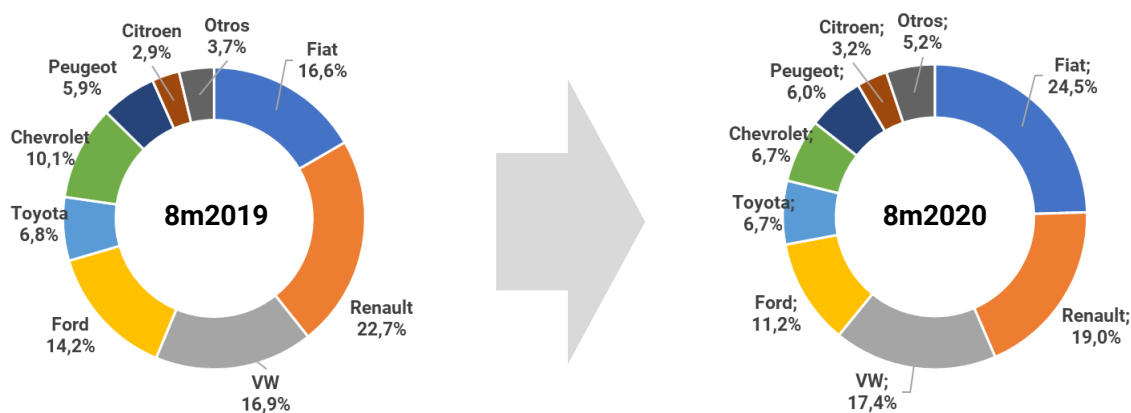 Otros
3,7%
Citroen
2,9%
Fiat
16,6%
Peugeot
5,9%
Chevrolet
10,1%
8m2019
Toyota
6,8%
Renault
22,7%
Ford
14,2%
VW
16,9%
Otros;
5,2%
Citroen;
3,2%
Fiat;
24,5%
Peugeot;
6,0%
Chevrolet;
6,7%
8m2020
Toyota;
6,7%
Ford;
11,2%
Renault;
19,0%
VW;
17,4%